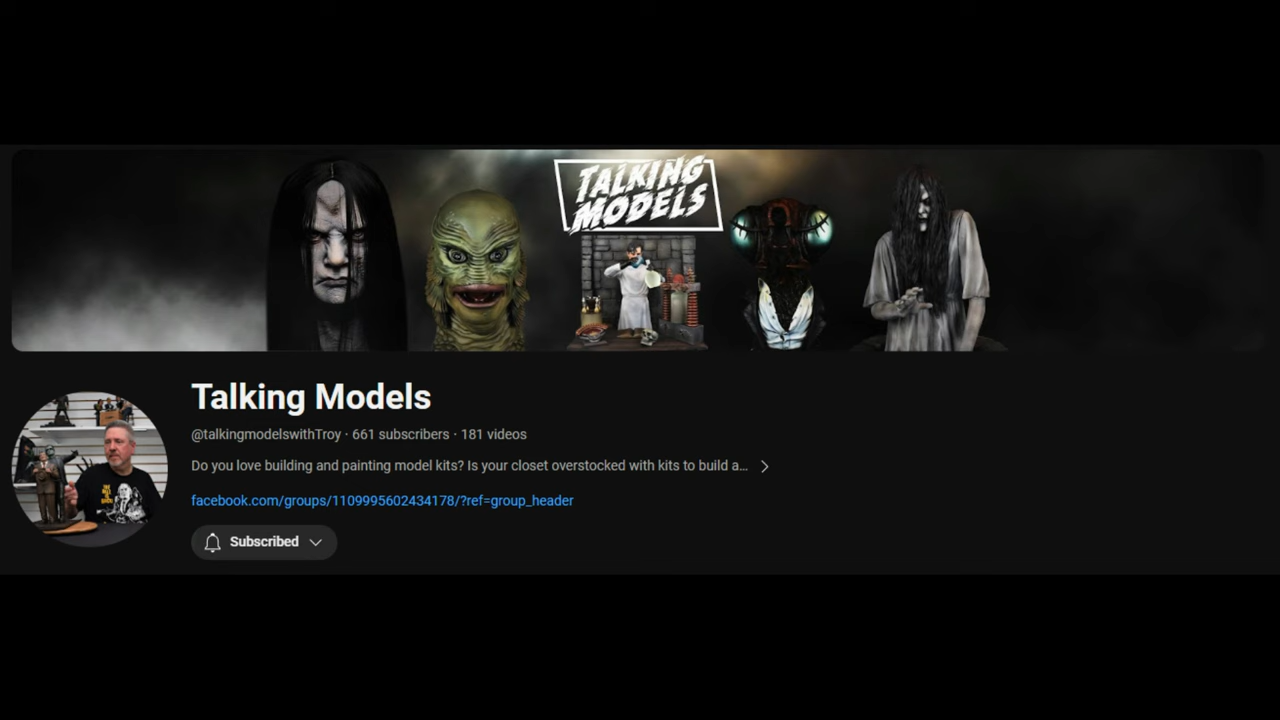 TALKING
MODELS
Talking Models
@talkingmodelswithTroy · 661 subscribers · 181 videos
Do you love building and painting model kits? Is your closet overstocked with kits to build a...
facebook.com/groups/1109995602434178/?ref=group_header
Subscribed